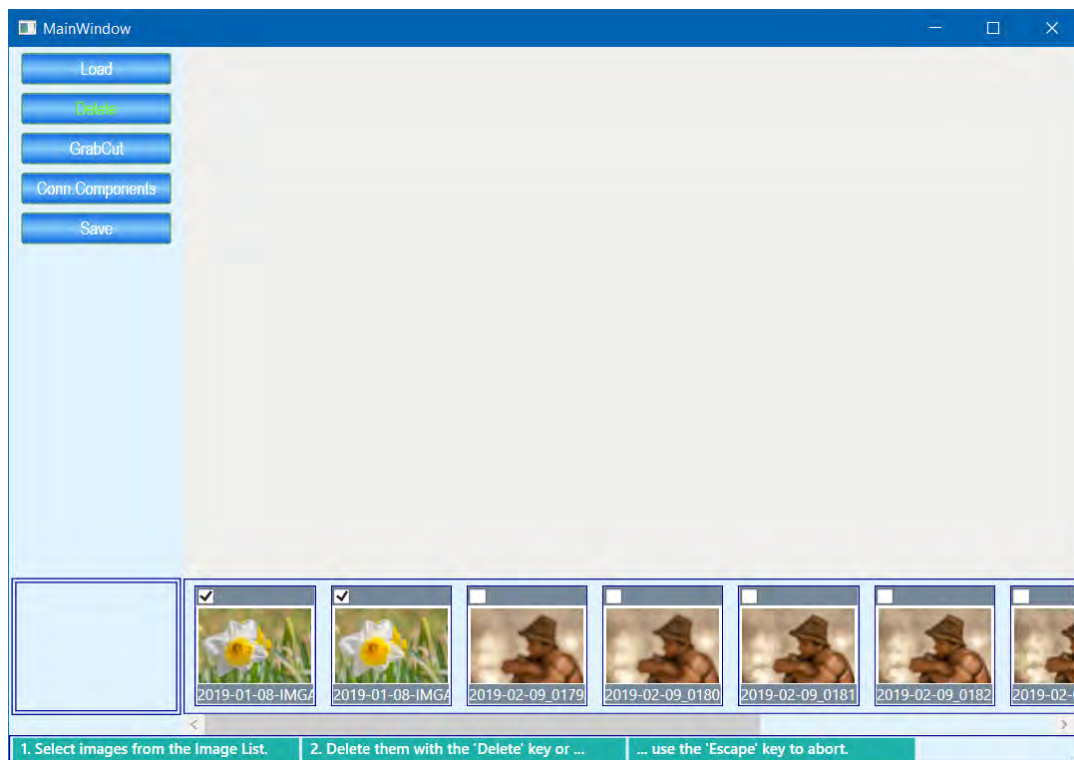 MainWindow
Load
Delete
GrabCut
Conn.Components
Save
2019-01-08-IMGA
2019-01-08-IMGA
2019-02-09_0179
2019-02-09_0180
2019-02-09_0181
2019-02-09_0182
2019-02-
1. Select images from the Image List.
2. Delete them with the 'Delete' key or ...
... use the 'Escape' key to abort.